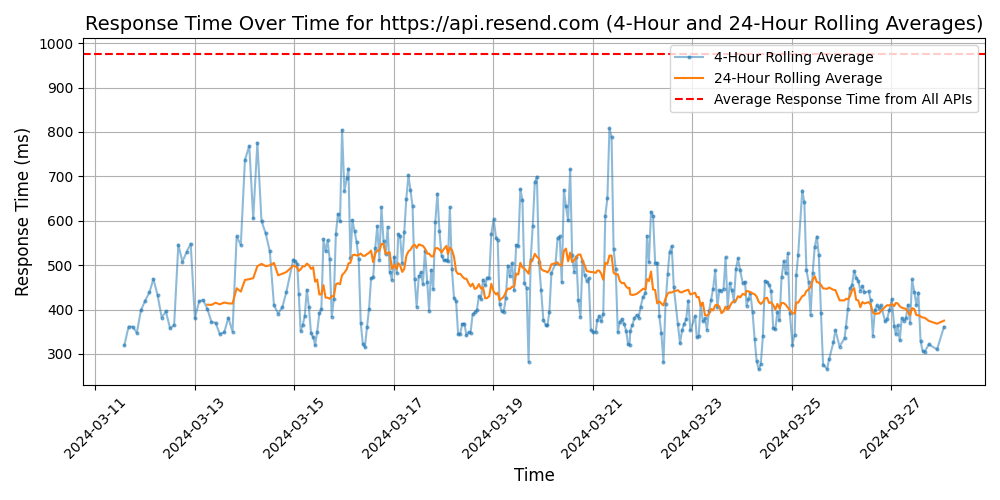 Response Time Over Time for https://api.resend.com (4-Hour and 24-Hour Rolling Averages)
1000
900
800
700
600
500
400
300
Response Time (ms)
4-Hour Rolling Average
24-Hour Rolling Average
Average Response Time from All APIs
2024-03-11
2024-03-13
2024-03-15
2024-03-17
2024-03-19
2024-03-21
2024-03-23
2024-03-25
2024-03-27
Time